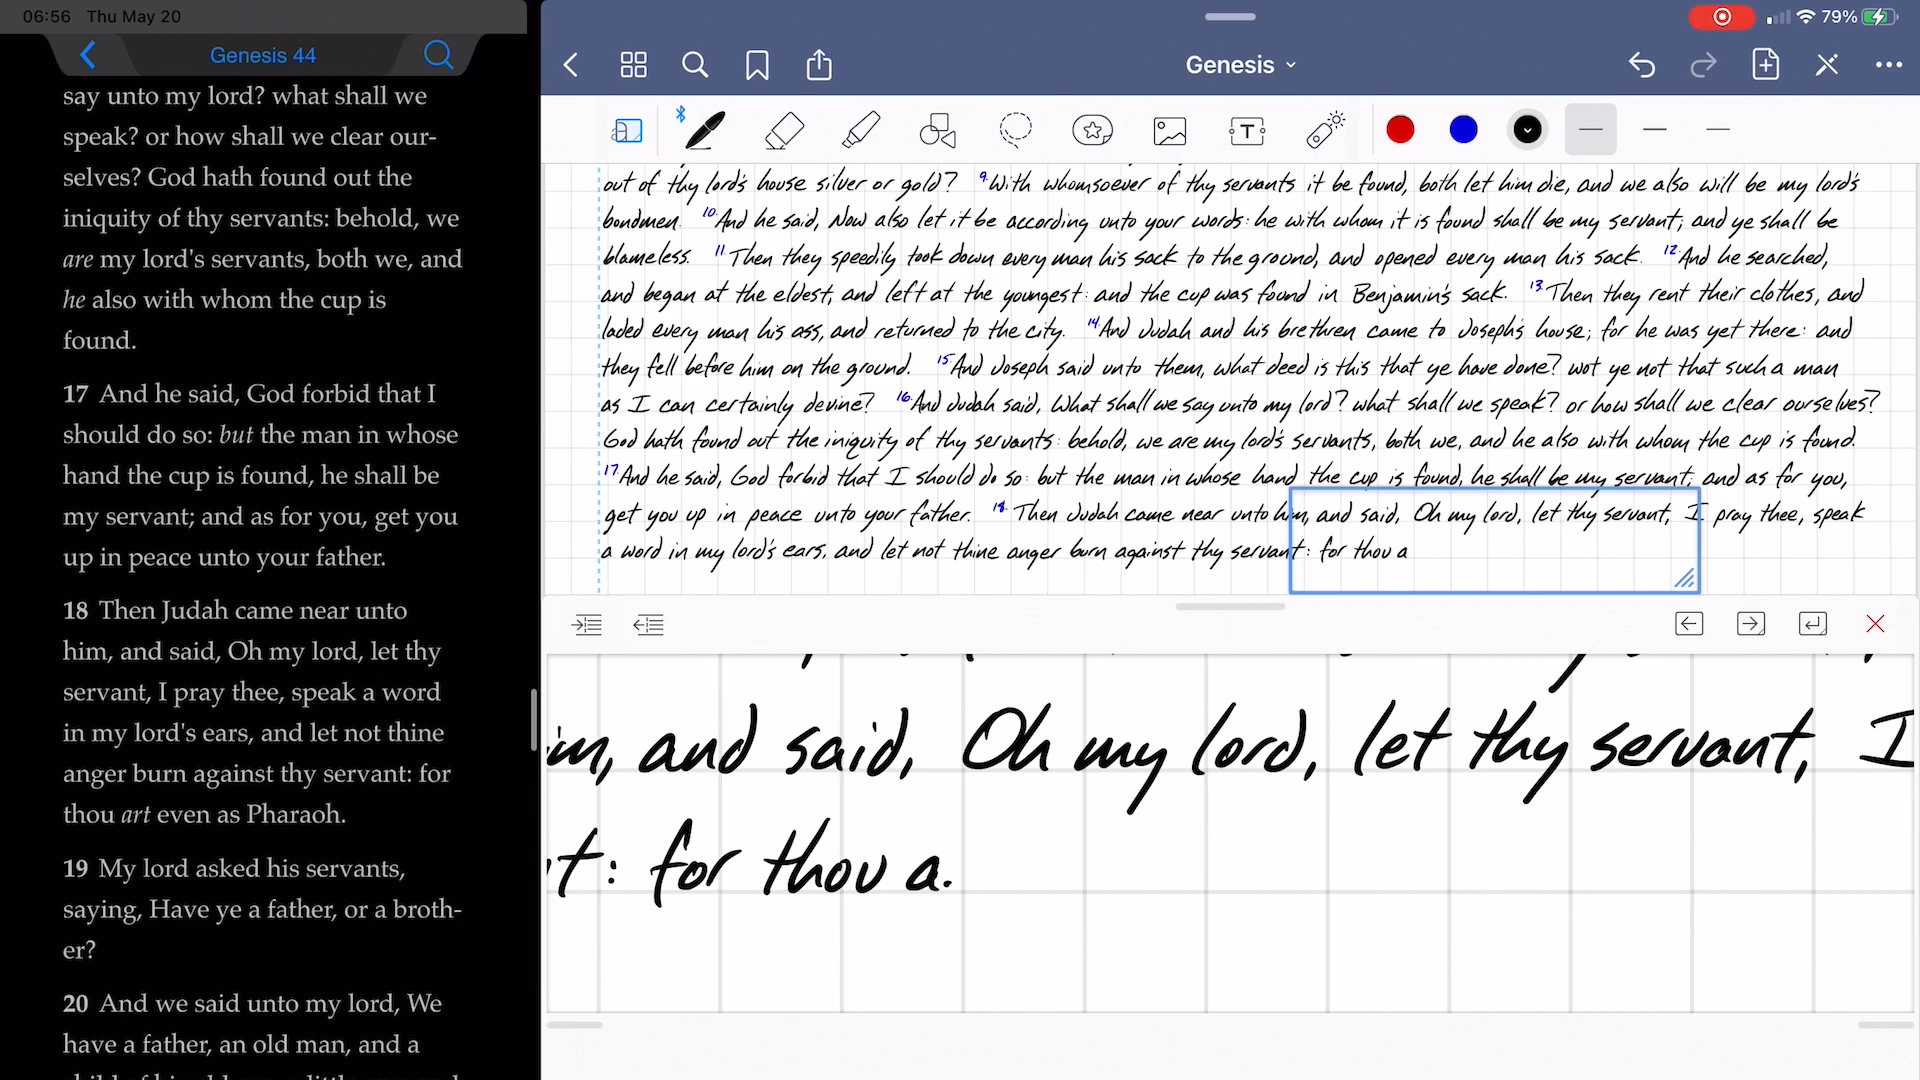 06:56 Thu May 20
Genesis 44
say unto my lord? what shall we
speak? or how shall we clear our-
selves? God hath found out the
iniquity of thy servants: behold, we
are my lord's servants, both we, and
he also with whom the cup is
found.
17 And he said, God forbid that I
should do so: but the man in whose
hand the cup is found, he shall be
my servant; and as for you, get you
up in peace unto your father.
18 Then Judah came near unto
him, and said, Oh my lord, let thy
servant, I pray thee, speak a word
in my lord's ears, and let not thine
anger burn against thy servant: for
thou art even as Pharaoh.
19 My lord asked his servants,
saying, Have ye a father, or a broth-
er?
20 And we said unto my lord, We
have a father, an old man, and a
79%
Genesis
out of thy lord's house silver or gold? 9. With whomsoever of thy servants it be found, both let him die, and we also will be my lord's
bondmen. 10. And he said, Now also let it be according unto your words: he with whom it is found shall be my servant; and ye shall be
blameless. 11. Then they speedily took down every man his sack to the ground, and opened every man his sack. 12. And he searched,
and began at the eldest, and left at the youngest: and the cup was found in Benjamin's sack. 13. Then they rent their clothes, and
laded every man his ass, and returned to the city. 14. And Judah and his brethren came to Joseph's house; for he was yet there: and
they fell before him on the ground. 15. And Joseph said unto them, what deed is this that ye have done? wot ye not that such a man
as I can certainly devine? 16. And Judah said, What shall we say unto my lord? what shall we speak? or how shall we clear ourselves?
God hath found out the iniquity of thy servants: behold, we are my lord's servants, both we, and he also with whom the cup is found.
17. And he said, God forbid that I should do so: but the man in whose hand the cup is found, he shall be my servant; and as for you,
get you up in peace unto your father. 18. Then Judah came near unto him, and said, Oh my lord, let thy servant, I pray thee, speak
a word in my lord's ears, and let not thine anger burn against thy servant: for thou a
im, and said, Oh my lord, let thy servant, I
t: for thou a.